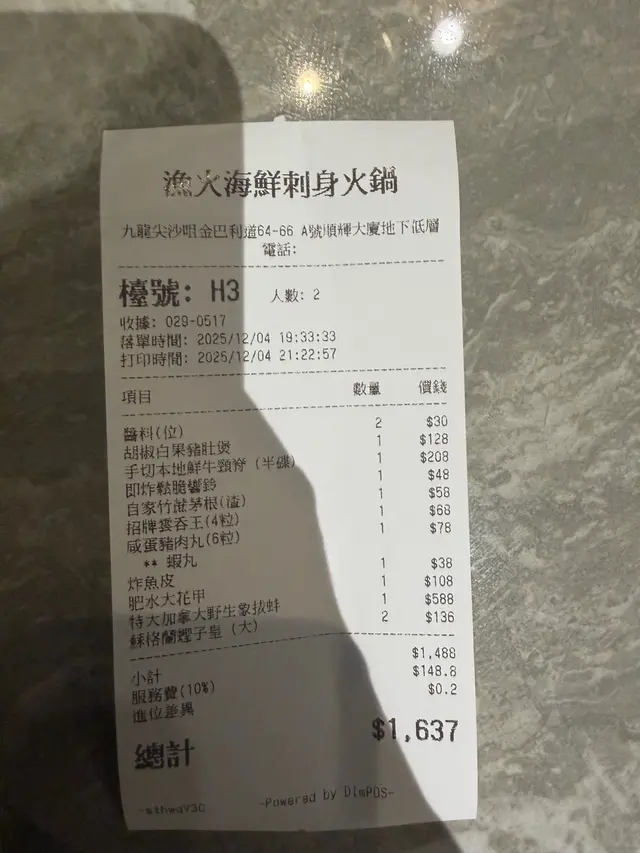 漁火海鮮刺身火鍋
九龍尖沙咀金巴利道64-66 A號順輝大廈地下低層
電話:
檯號: H3 人數: 2
收據: 029-0517
落單時間: 2025/12/04 19:33:33
打印時間: 2025/12/04 21:22:57
項目 數量 價錢
醬料(位) 2 $30
胡椒白果豬肚煲 1 $128
手切本地鮮牛頸脊 (半碟) 1 $208
即炸鬆脆響鈴 1 $48
自家竹蔗茅根(渣) 1 $58
招牌雲吞王(4粒) 1 $68
咸蛋豬肉丸(6粒) 1 $78
** 蝦丸
炸魚皮 1 $38
肥水大花甲 1 $108
特大加拿大野生象拔蚌 1 $588
蘇格蘭蟶子皇 (大) 2 $136
小計 $1,488
服務費(10%) $148.8
進位差異 $0.2
總計 $1,637
-Powered by DimPOS-